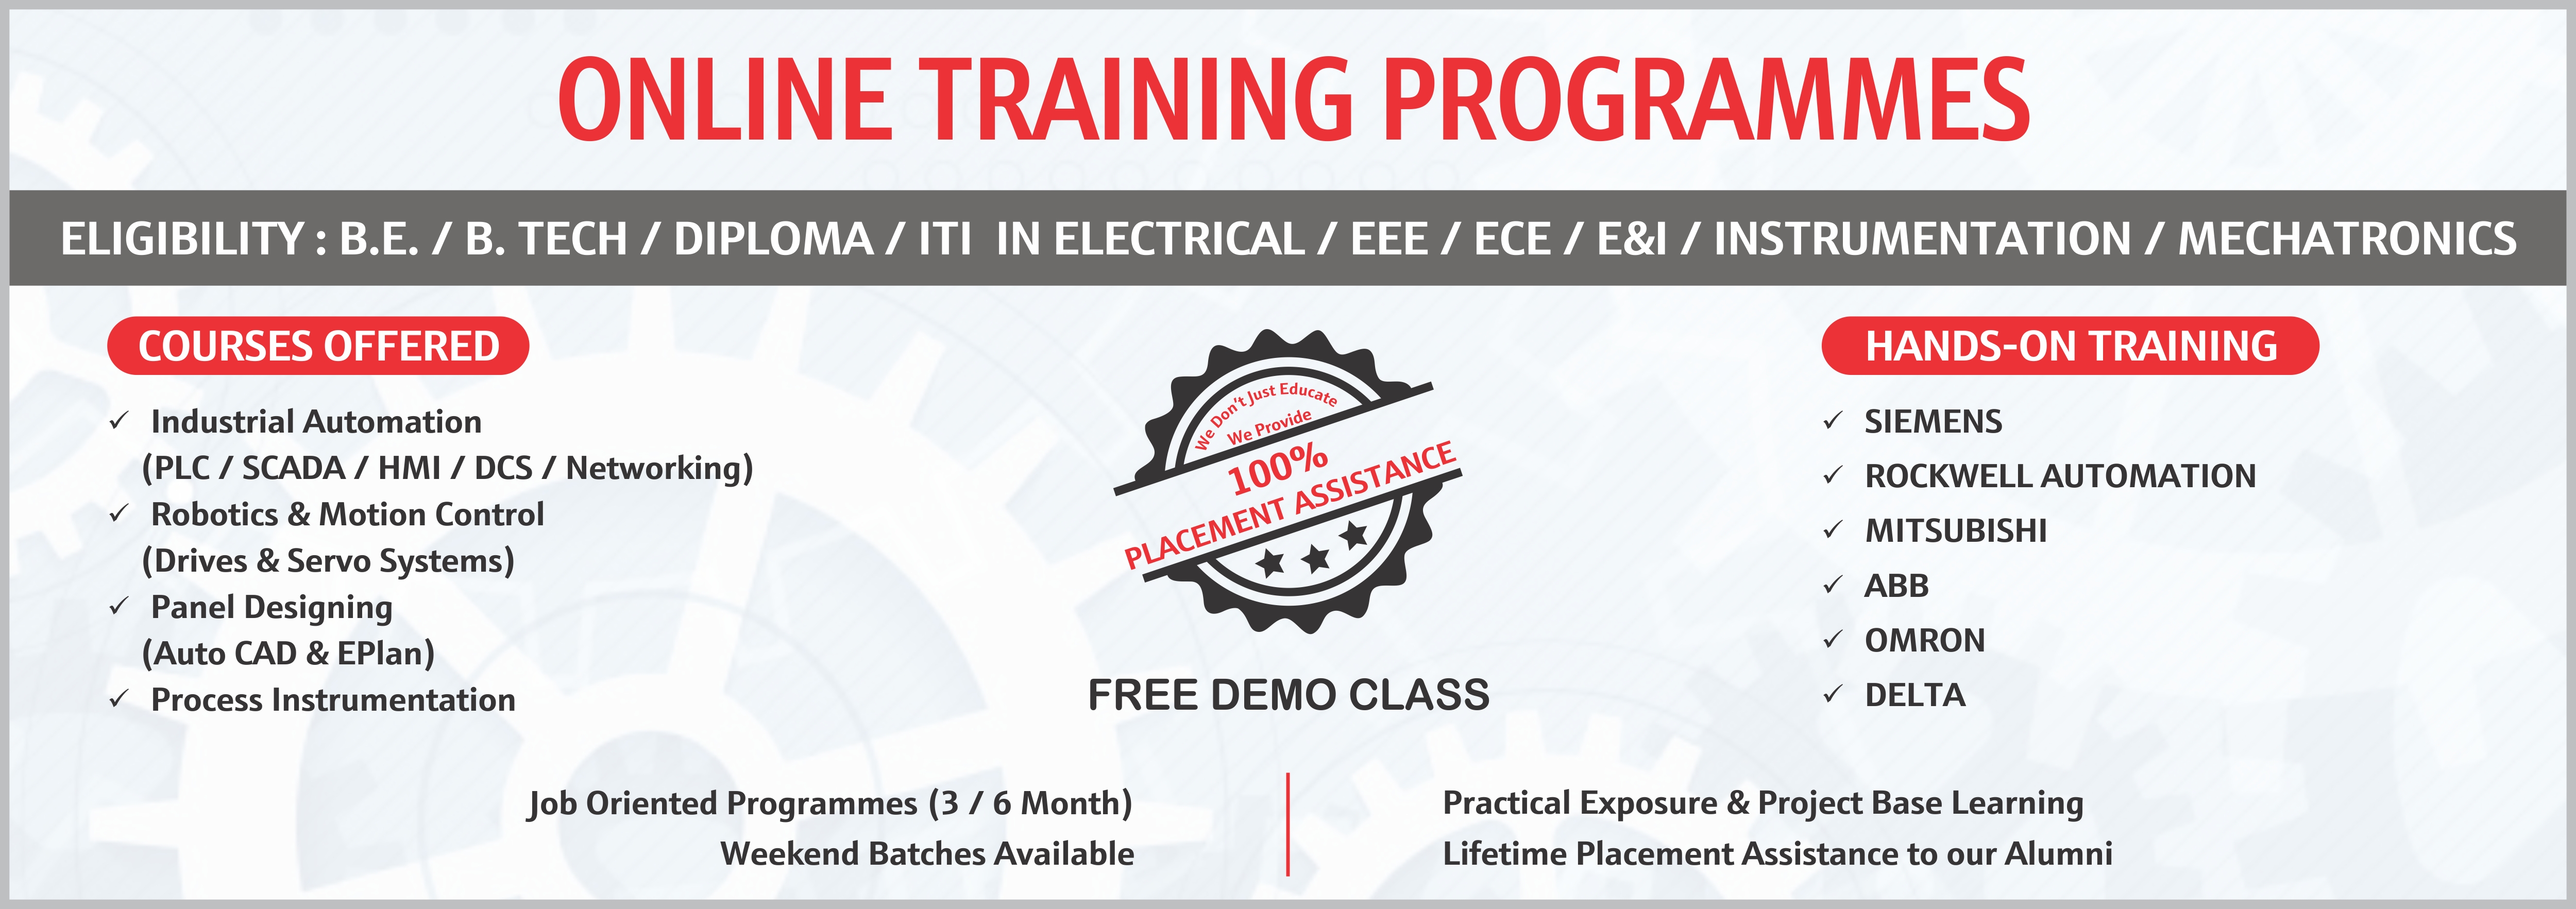 ONLINE TRAINING PROGRAMMES
ELIGIBILITY : B.E. / B. TECH / DIPLOMA / ITI IN ELECTRICAL / EEE / ECE / E&I / INSTRUMENTATION / MECHATRONICS
COURSES OFFERED
✓ Industrial Automation
(PLC / SCADA / HMI / DCS / Networking)
✓ Robotics & Motion Control
(Drives & Servo Systems)
✓ Panel Designing
(Auto CAD & EPlan)
✓ Process Instrumentation
We Don't Just Educate
We Provide
100%
PLACEMENT ASSISTANCE
FREE DEMO CLASS
HANDS-ON TRAINING
✓ SIEMENS
✓ ROCKWELL AUTOMATION
✓ MITSUBISHI
✓ ABB
✓ OMRON
✓ DELTA
Job Oriented Programmes (3 / 6 Month)
Weekend Batches Available
Practical Exposure & Project Base Learning
Lifetime Placement Assistance to our Alumni